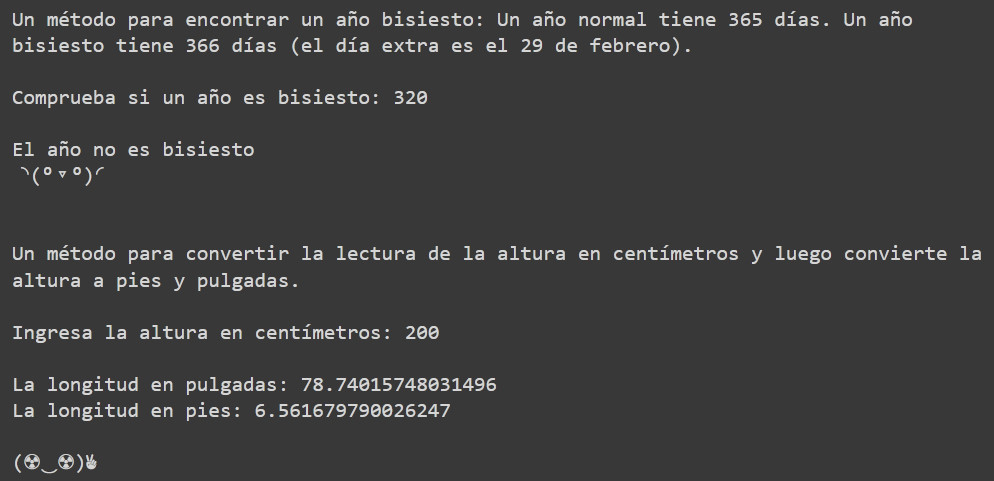 Un método para encontrar un año bisiesto: Un año normal tiene 365 días. Un año
bisiesto tiene 366 días (el día extra es el 29 de febrero).
Comprueba si un año es bisiesto: 320
El año no es bisiesto
◝(º▿º)◜
Un método para convertir la lectura de la altura en centímetros y luego convierte la
altura a pies y pulgadas.
Ingresa la altura en centímetros: 200
La longitud en pulgadas: 78.74015748031496
La longitud en pies: 6.561679790026247
(☢‿☢)✌